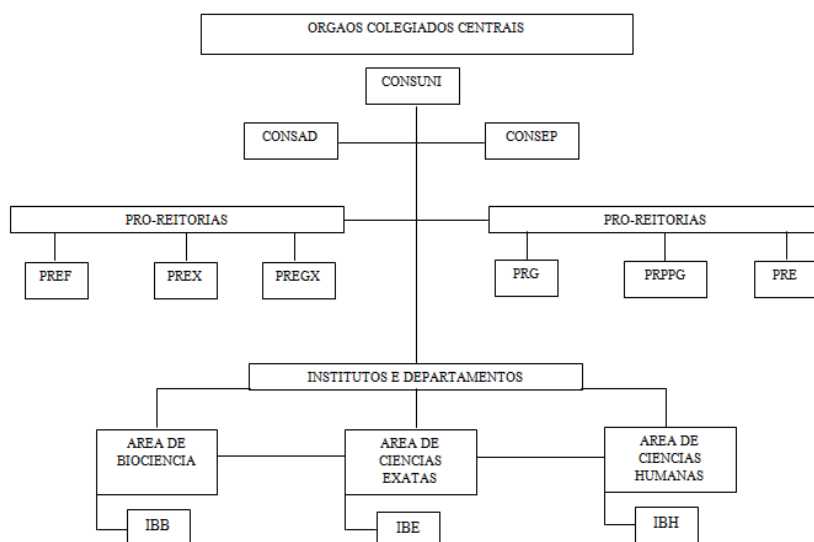 ORGAOS COLEGIADOS CENTRAIS
CONSUNI
CONSAD
CONSEP
PRO-REITORIAS
PRO-REITORIAS
PREF
PREX
PREGX
PRG
PRPPG
PRE
INSTITUTOS E DEPARTAMENTOS
AREA DE
BIOCIENCIA
AREA DE
CIENCIAS
EXATAS
AREA DE
CIENCIAS
HUMANAS
IBB
IBE
IBH